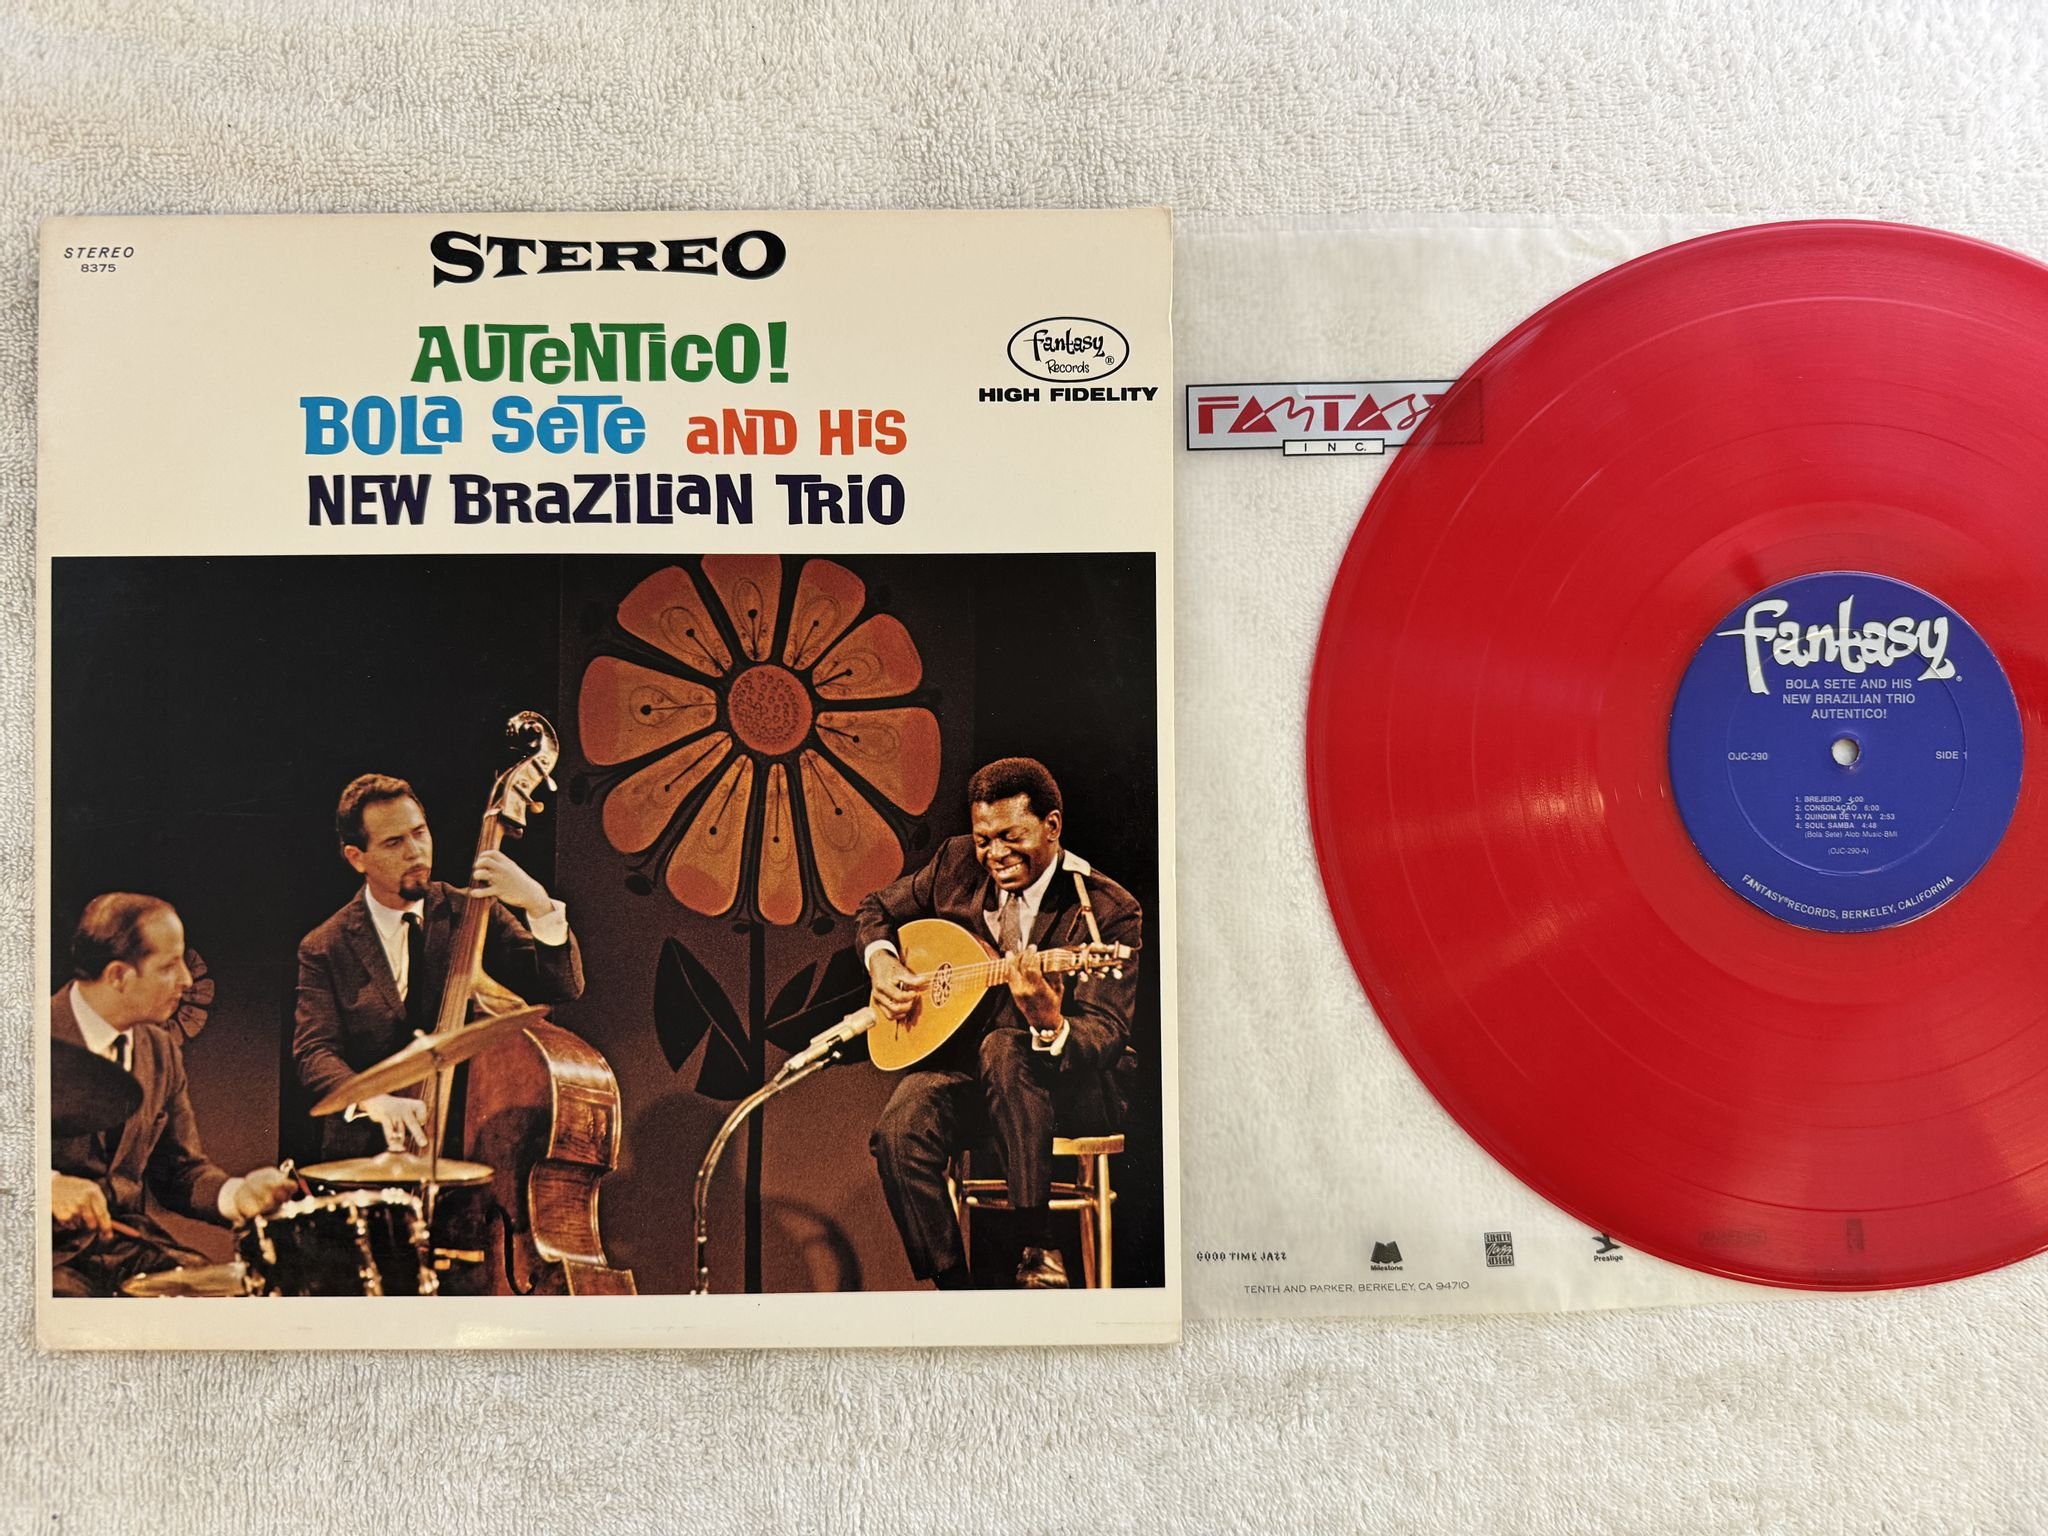 STEREO
8375
STEREO
AUTENTICO!
BOLA SETE AND HIS
NEW BRAZILIAN TRIO
fantasy
Records ®
HIGH FIDELITY
FANTASY
INC.
fantasy®
BOLA SETE AND HIS
NEW BRAZILIAN TRIO
AUTENTICO!
OJC-290 SIDE 1
1. BREJEIRO 4:00
2. CONSOLAÇÃO 6:00
3. QUINDIM DE YAYA 2:53
4. SOUL SAMBA 4:48
(Bola Sete) Alob Music-BMI
(OJC-290-A)
FANTASY® RECORDS, BERKELEY, CALIFORNIA
GOOD TIME JAZZ
Milestone
Prestige
TENTH AND PARKER, BERKELEY, CA 94710